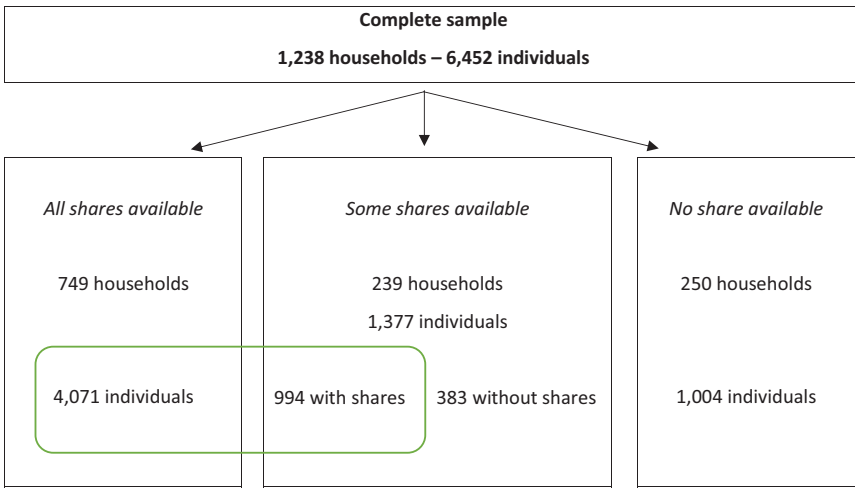 Complete sample
1,238 households – 6,452 individuals
All shares available
749 households
4,071 individuals
Some shares available
239 households
1,377 individuals
994 with shares
383 without shares
No share available
250 households
1,004 individuals